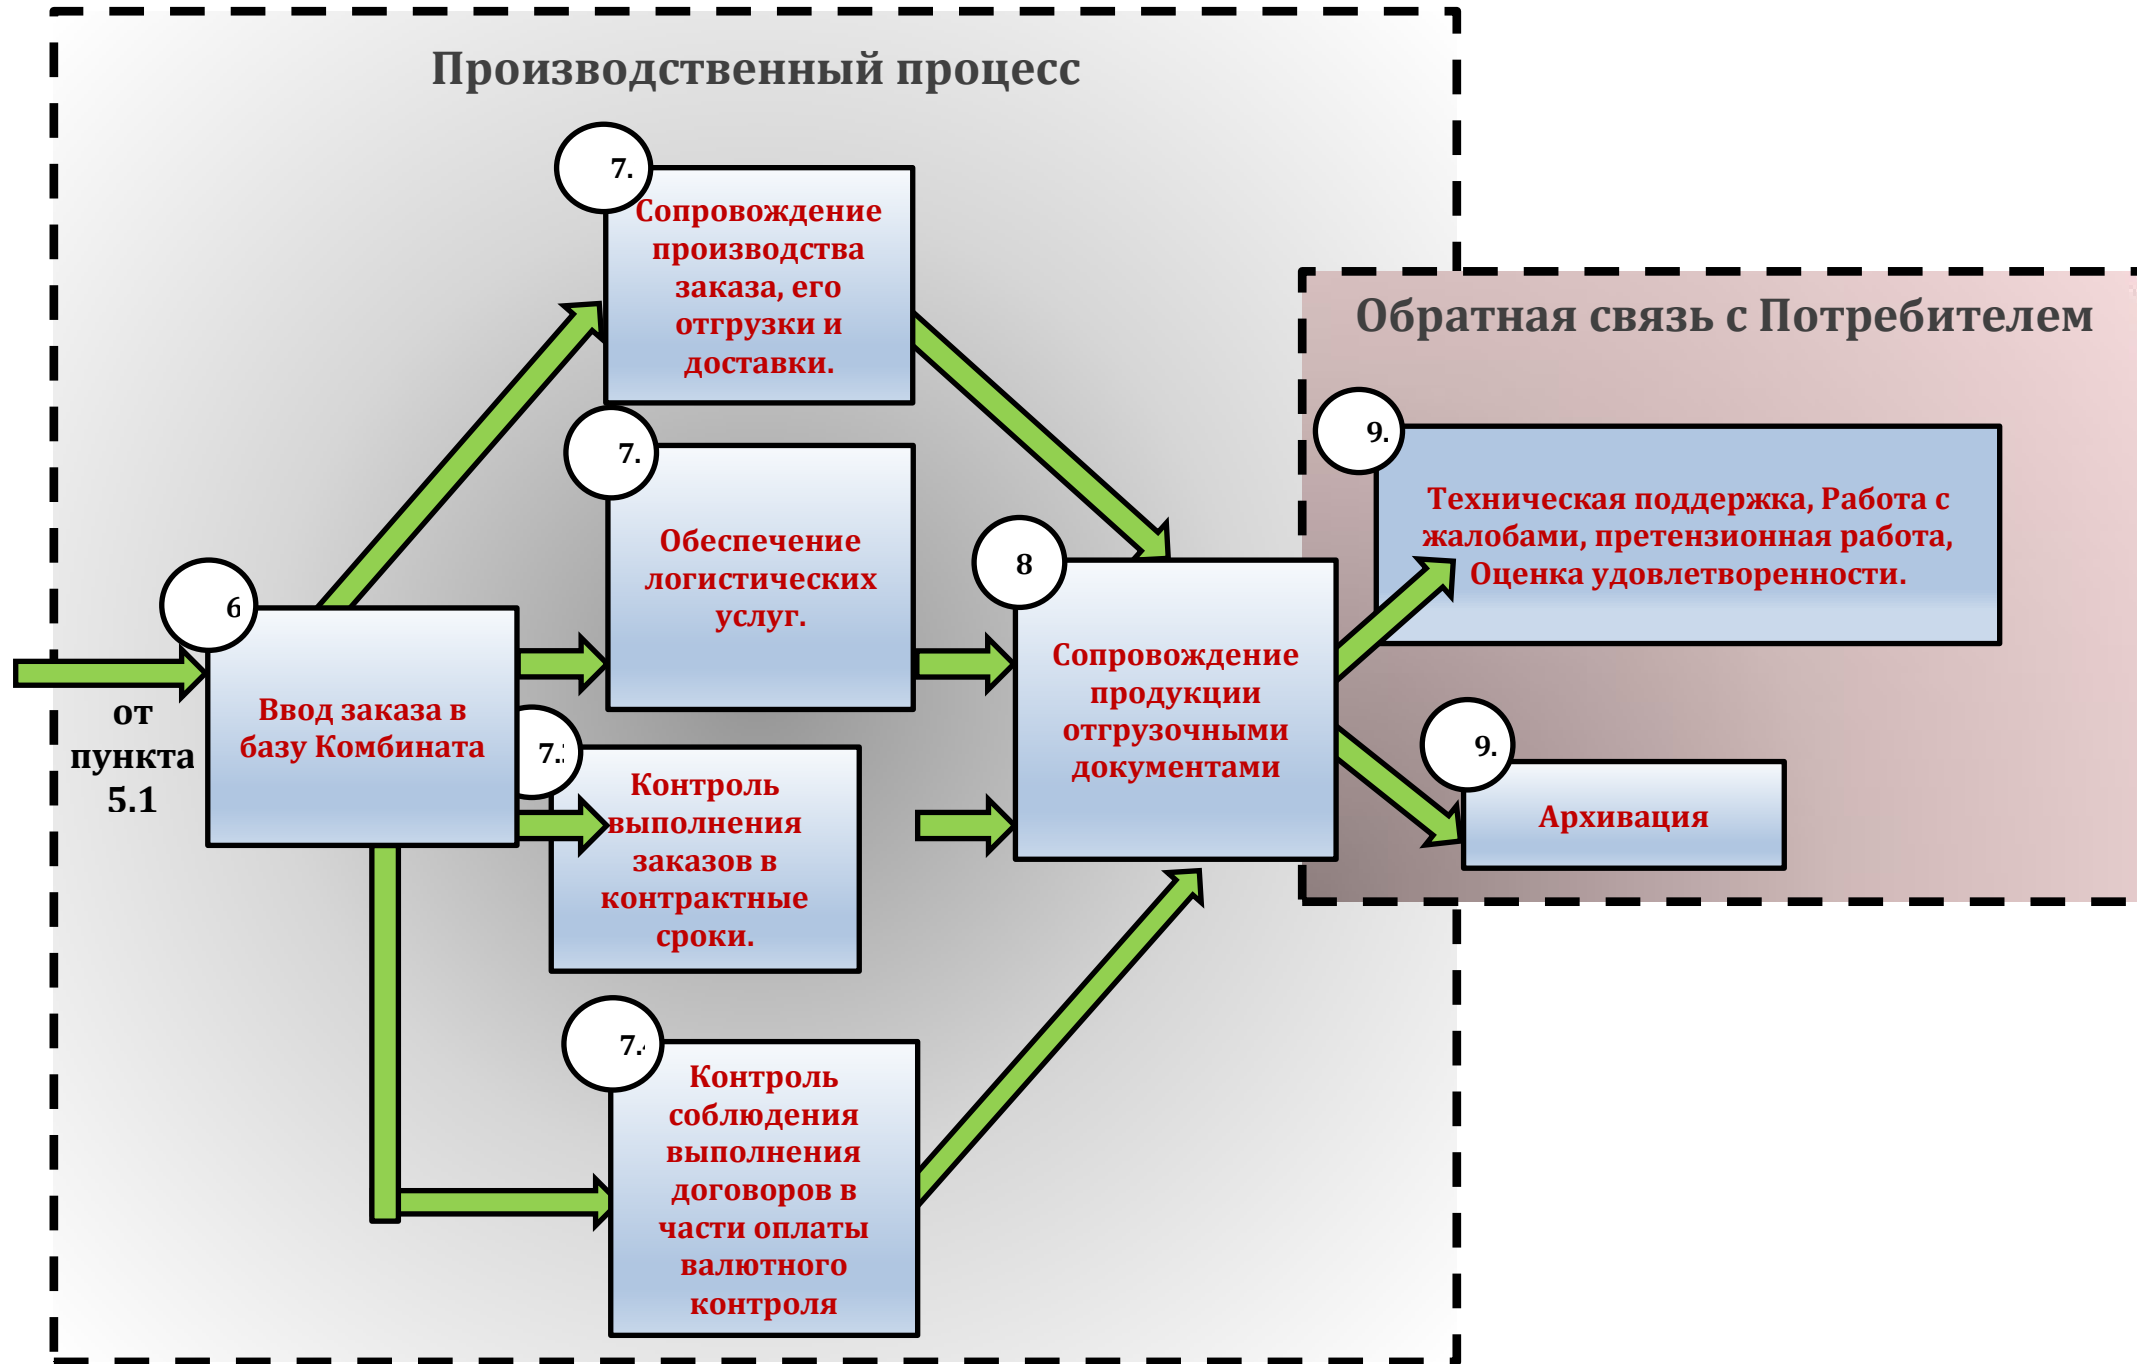 Производственный процесс
7.
Сопровождение
производства
заказа, его
отгрузки и
доставки.
7.
Обеспечение
логистических
услуг.
6
от
пункта
5.1
Ввод заказа в
базу Комбината
7.
Контроль
выполнения
заказов в
контрактные
сроки.
7.
Контроль
соблюдения
выполнения
договоров в
части оплаты
валютного
контроля
8
Сопровождение
продукции
отгрузочными
документами
Обратная связь с Потребителем
9.
Техническая поддержка, Работа с
жалобами, претензионная работа,
Оценка удовлетворенности.
9.
Архивация